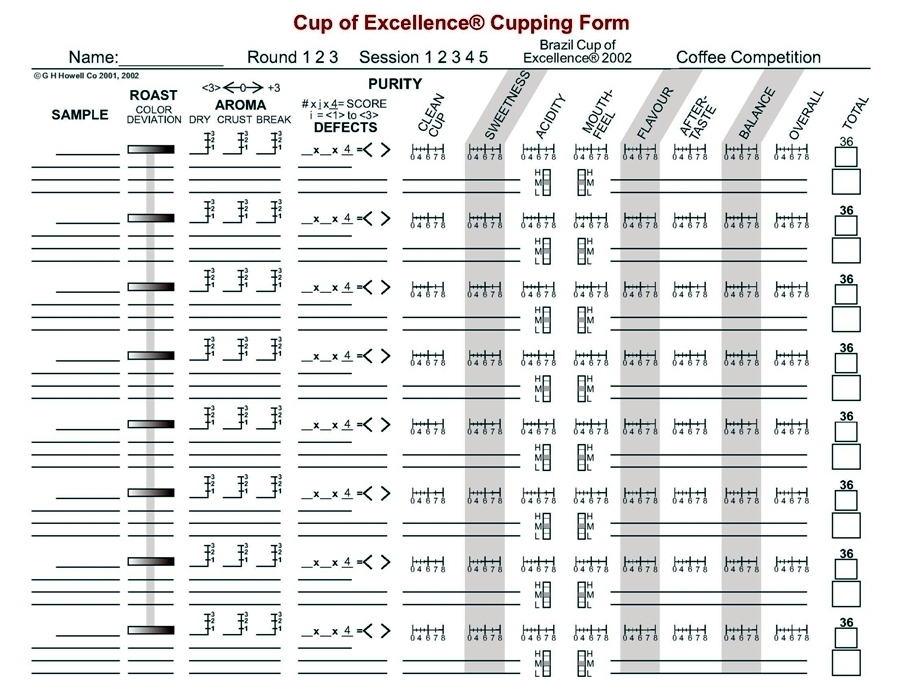 Cup of Excellence® Cupping Form
Name:____________ Round 1 2 3 Session 1 2 3 4 5 Brazil Cup of Excellence® 2002 Coffee Competition
© G H Howell Co 2001, 2002
SAMPLE
ROAST
COLOR
DEVIATION
<3> 0 +3
AROMA
DRY CRUST BREAK
PURITY
# x i x 4 = SCORE
i = <1> to <3>
DEFECTS
CLEAN
CUP
SWEETNESS
ACIDITY
MOUTH-
FEEL
FLAVOUR
AFTER-
TASTE
BALANCE
OVERALL
TOTAL
3 3 3 36
2 2 2
1 1 1 __x__x 4 =< > 0 4 6 7 8 0 4 6 7 8 0 4 6 7 8 0 4 6 7 8 0 4 6 7 8 0 4 6 7 8 0 4 6 7 8 0 4 6 7 8
H H
M M
L L
3 3 3 36
2 2 2
1 1 1 __x__x 4 =< > 0 4 6 7 8 0 4 6 7 8 0 4 6 7 8 0 4 6 7 8 0 4 6 7 8 0 4 6 7 8 0 4 6 7 8 0 4 6 7 8
H H
M M
L L
3 3 3 36
2 2 2
1 1 1 __x__x 4 =< > 0 4 6 7 8 0 4 6 7 8 0 4 6 7 8 0 4 6 7 8 0 4 6 7 8 0 4 6 7 8 0 4 6 7 8 0 4 6 7 8
H H
M M
L L
3 3 3 36
2 2 2
1 1 1 __x__x 4 =< > 0 4 6 7 8 0 4 6 7 8 0 4 6 7 8 0 4 6 7 8 0 4 6 7 8 0 4 6 7 8 0 4 6 7 8 0 4 6 7 8
H H
M M
L L
3 3 3 36
2 2 2
1 1 1 __x__x 4 =< > 0 4 6 7 8 0 4 6 7 8 0 4 6 7 8 0 4 6 7 8 0 4 6 7 8 0 4 6 7 8 0 4 6 7 8 0 4 6 7 8
H H
M M
L L
3 3 3 36
2 2 2
1 1 1 __x__x 4 =< > 0 4 6 7 8 0 4 6 7 8 0 4 6 7 8 0 4 6 7 8 0 4 6 7 8 0 4 6 7 8 0 4 6 7 8 0 4 6 7 8
H H
M M
L L
3 3 3 36
2 2 2
1 1 1 __x__x 4 =< > 0 4 6 7 8 0 4 6 7 8 0 4 6 7 8 0 4 6 7 8 0 4 6 7 8 0 4 6 7 8 0 4 6 7 8 0 4 6 7 8
H H
M M
L L
3 3 3 36
2 2 2
1 1 1 __x__x 4 =< > 0 4 6 7 8 0 4 6 7 8 0 4 6 7 8 0 4 6 7 8 0 4 6 7 8 0 4 6 7 8 0 4 6 7 8 0 4 6 7 8
H H
M M
L L